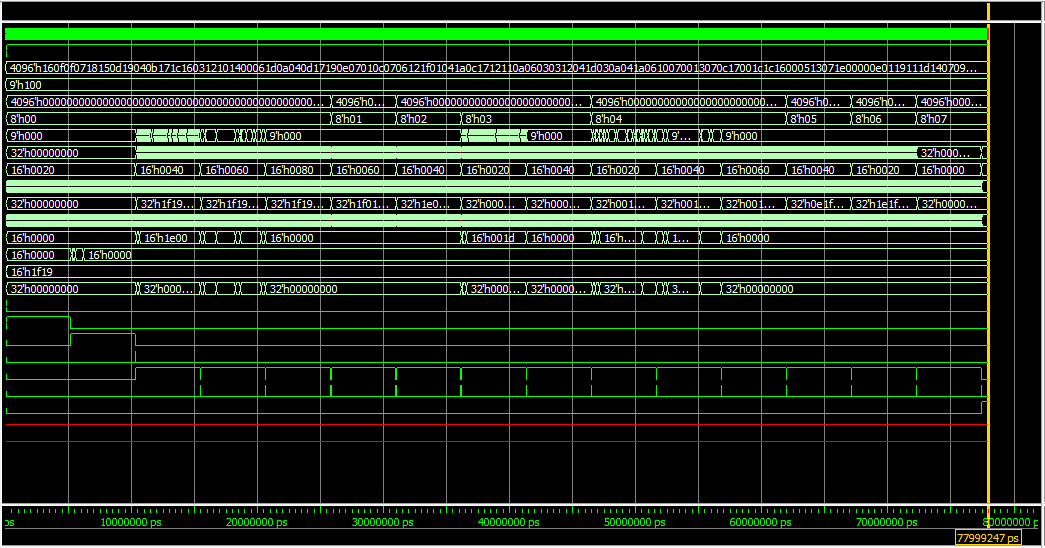 4096'h160f0f0718150d19040b171c160312101400061d0a040d17190e07010c0706121f01041a0c1712110a06030312041d030a041a0610070013070c17001c1c1600051307 1e00000e0119111d140709...
9'h100
4096'h00000000000000000000000000000000000000000000000000000... 4096'h0... 4096'h000000000000000000000000000000... 4096'h000000000000000000000000000000... 4096'h0... 4096'h0... 4096'h000...
8'h00 8'h01 8'h02 8'h03 8'h04 8'h05 8'h06 8'h07
9'h000 9'h000 9'h000 9'... 9'h000
32'h00000000 32'h000...
16'h0020 16'h0040 16'h0060 16'h0080 16'h0060 16'h0040 16'h0020 16'h0040 16'h0020 16'h0040 16'h0060 16'h0040 16'h0020 16'h0000
32'h00000000 32'h1f19... 32'h1f19... 32'h1f19... 32'h1f01... 32'h1e0... 32'h000... 32'h000... 32'h001... 32'h001... 32'h001... 32'h0e1f... 32'h1e1f... 32'h0000...
16'h0000 16'h1e00 16'h0000 16'h001d 16'h0000 16'h... 1... 16'h0000
16'h0000 16'h0000
16'h1f19
32'h00000000 32'h000... 32'h00000000 32'h000... 32'h0000... 32'h... 3... 32'h00000000
ps 10000000 ps 20000000 ps 30000000 ps 40000000 ps 50000000 ps 60000000 ps 70000000 ps 80000000 p
77999247 ps